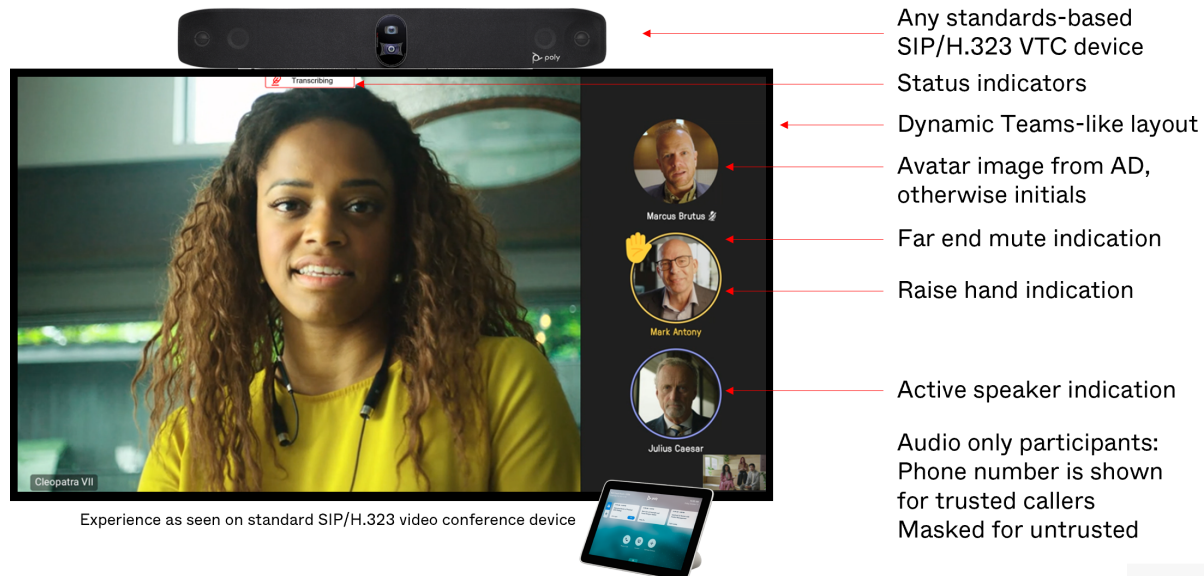 poly
Any standards-based
SIP/H.323 VTC device
Transcribing
Status indicators
Dynamic Teams-like layout
Avatar image from AD,
otherwise initials
Marcus Brutus
Far end mute indication
Raise hand indication
Mark Antony
Active speaker indication
Julius Caesar
Audio only participants:
Phone number is shown
for trusted callers
Masked for untrusted
Cleopatra VII
Experience as seen on standard SIP/H.323 video conference device
poly